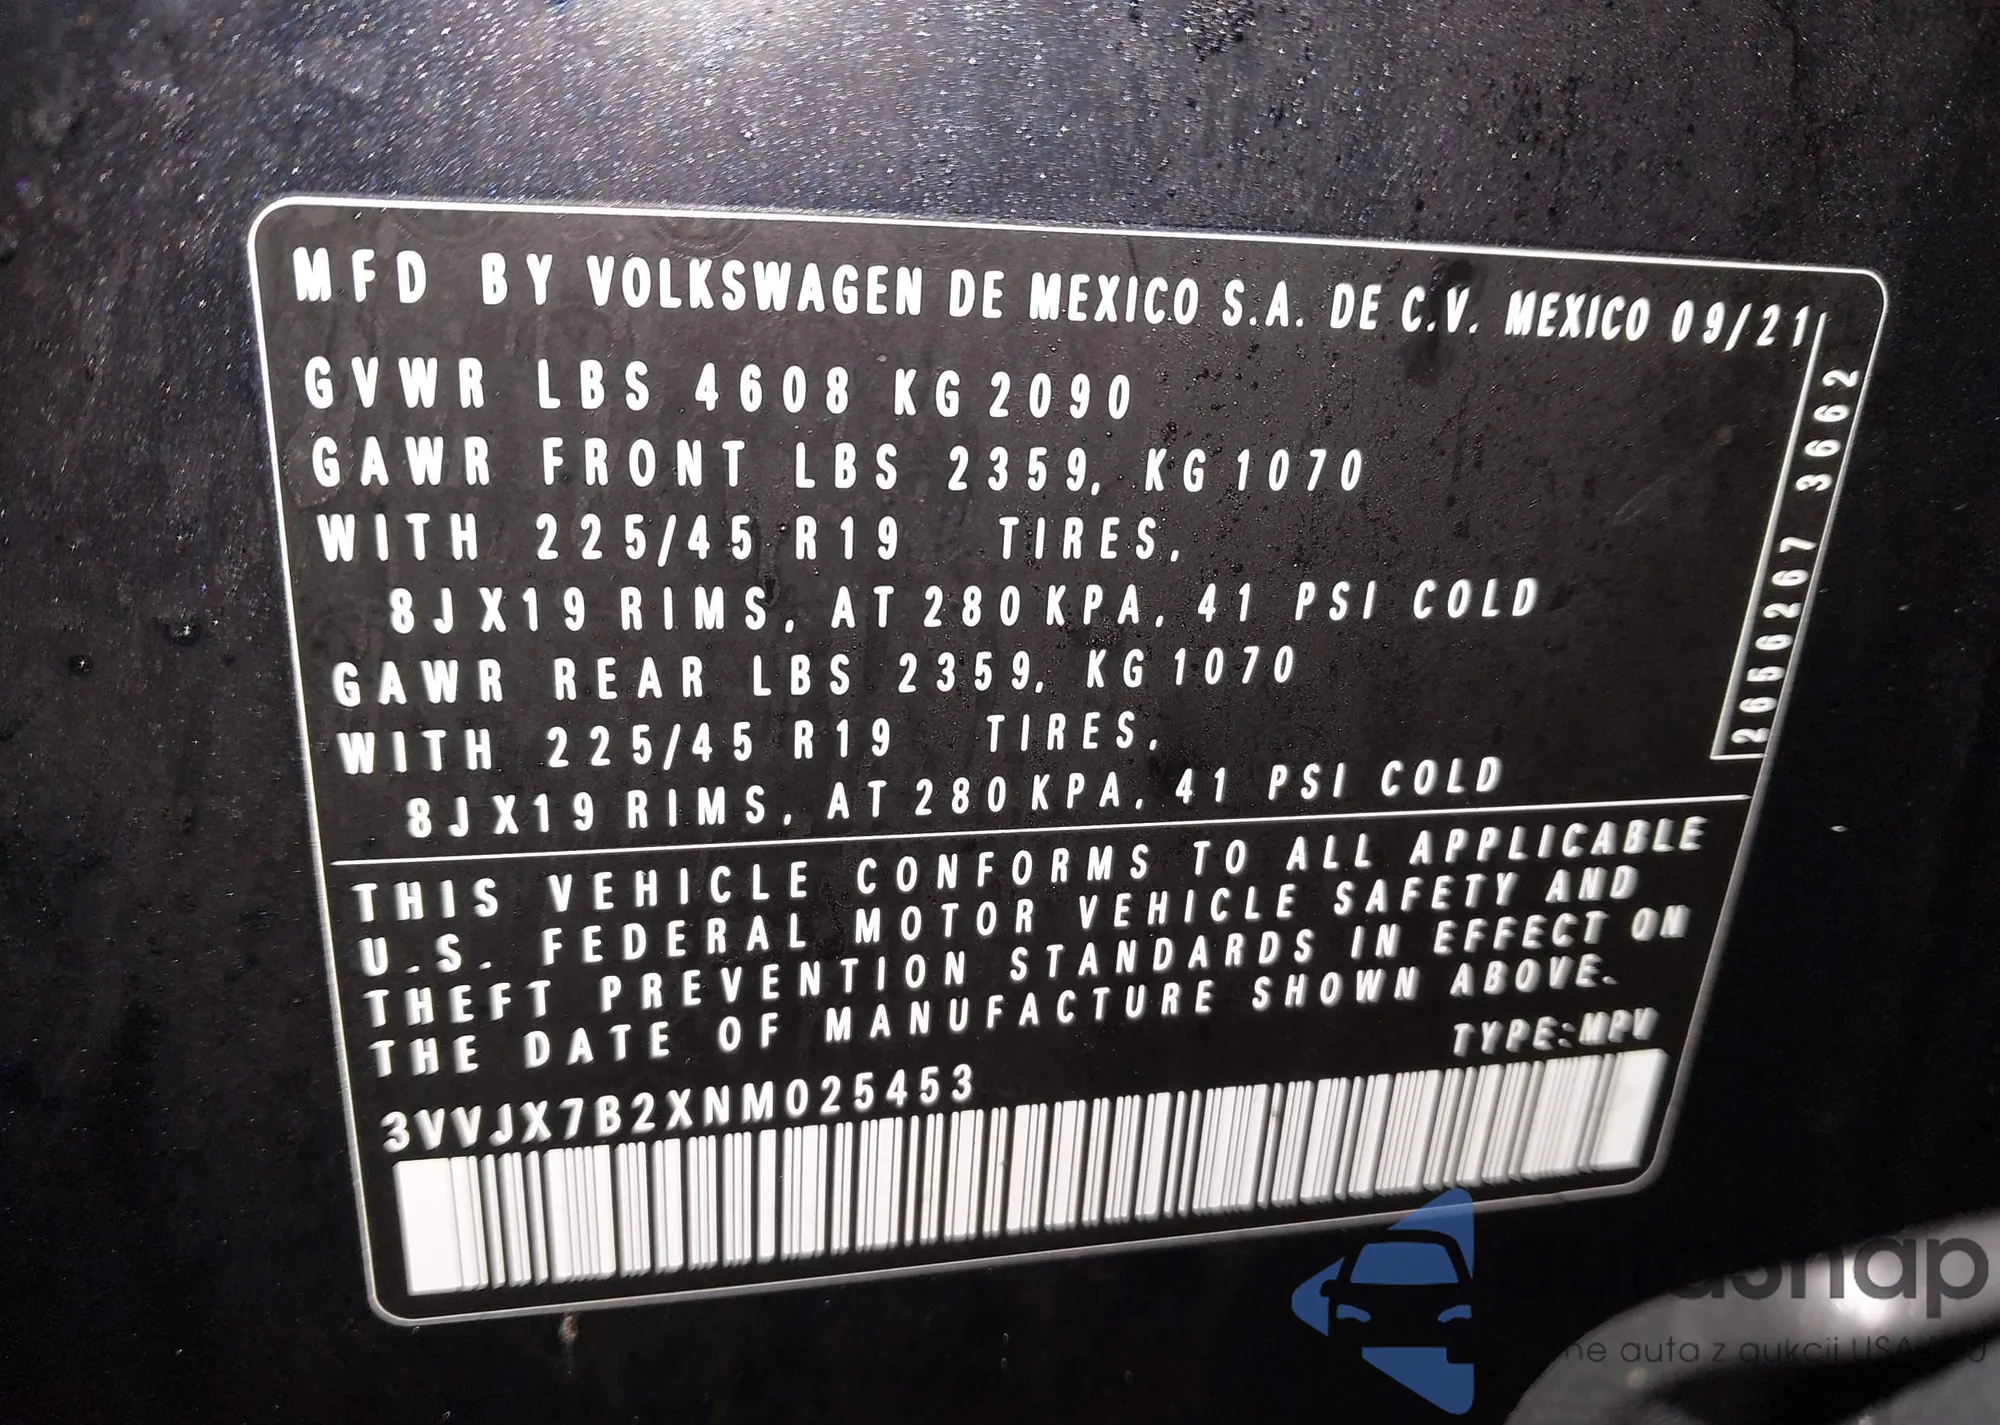 MFD BY VOLKSWAGEN DE MEXICO S.A. DE C.V. MEXICO 09/21
GVWR LBS 4608 KG 2090
GAWR FRONT LBS 2359, KG 1070
WITH 225/45 R19 TIRES,
8JX19 RIMS, AT 280 KPA, 41 PSI COLD
GAWR REAR LBS 2359, KG 1070
WITH 225/45 R19 TIRES,
8JX19 RIMS, AT 280 KPA, 41 PSI COLD
2656267 3662
THIS VEHICLE CONFORMS TO ALL APPLICABLE
U.S. FEDERAL MOTOR VEHICLE SAFETY AND
THEFT PREVENTION STANDARDS IN EFFECT ON
THE DATE OF MANUFACTURE SHOWN ABOVE.
TYPE:MPV
3VVJX7B2XNM025453
auta z aukcji USA